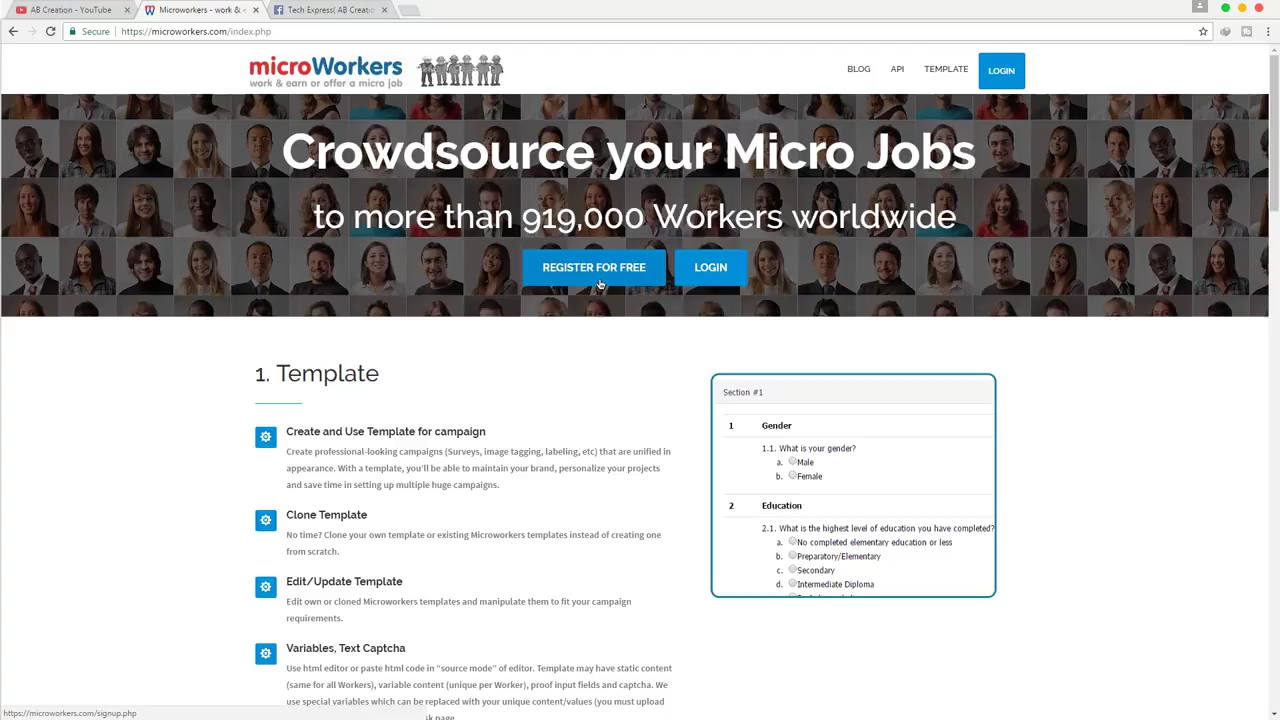 AB Creation - YouTube
Microworkers - work & e
Tech Express( AB Creatio
Secure
https://microworkers.com/index.php
microWorkers
work & earn or offer a micro job
BLOG
API
TEMPLATE
LOGIN
Crowdsource your Micro Jobs
to more than 919,000 Workers worldwide
REGISTER FOR FREE
LOGIN
1. Template
Create and Use Template for campaign
Create professional-looking campaigns (Surveys, image tagging, labeling, etc) that are unified in
appearance. With a template, you'll be able to maintain your brand, personalize your projects
and save time in setting up multiple huge campaigns.
Clone Template
No time? Clone your own template or existing Microworkers templates instead of creating one
from scratch.
Edit/Update Template
Edit own or cloned Microworkers templates and manipulate them to fit your campaign
requirements.
Variables, Text Captcha
Use html editor or paste html code in "source mode" of editor. Template may have static content
(same for all Workers), variable content (unique per Worker), proof input fields and captcha. We
use special variables which can be replaced with your unique content/values (you must upload
sk page
Section #1
1 Gender
1.1. What is your gender?
a. Male
b. Female
2 Education
2.1. What is the highest level of education you have completed?
a. No completed elementary education or less
b. Preparatory/Elementary
c. Secondary
d. Intermediate Diploma
https://microworkers.com/signup.php